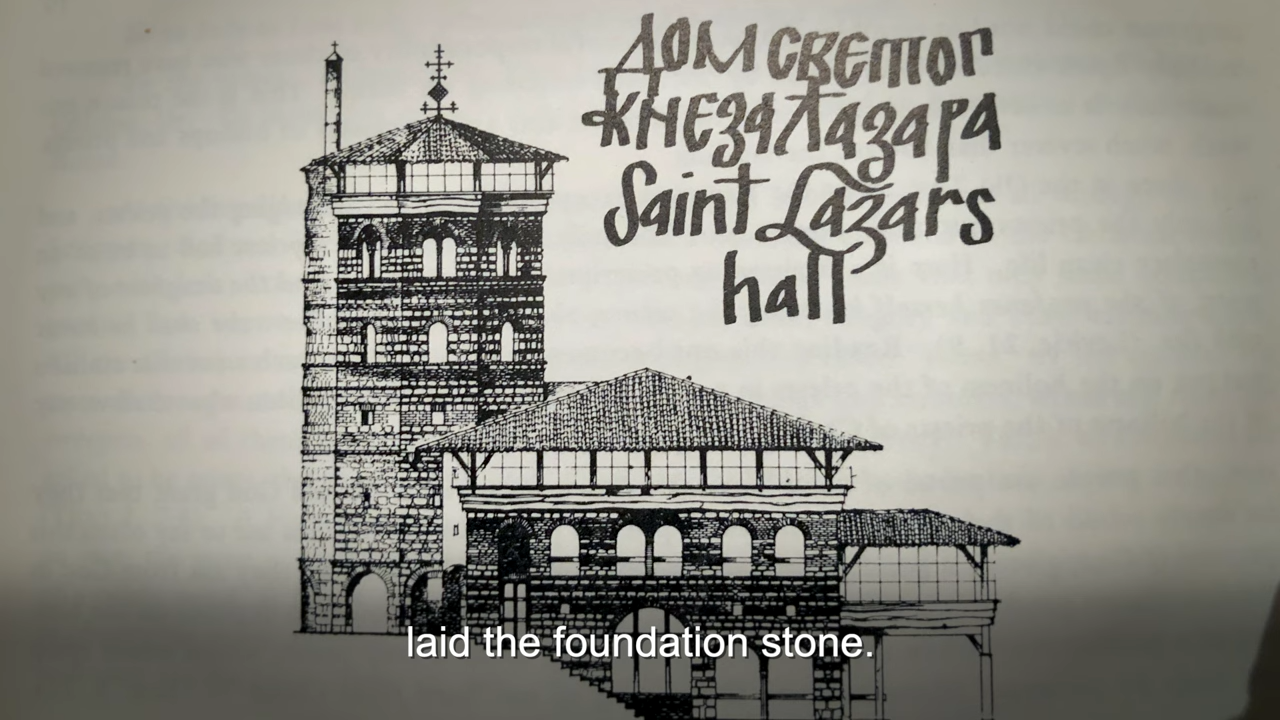 ДОМ СВЕТОГ
КНЕЗА ЛАЗАРА
Saint Lazars
hall
laid the foundation stone.